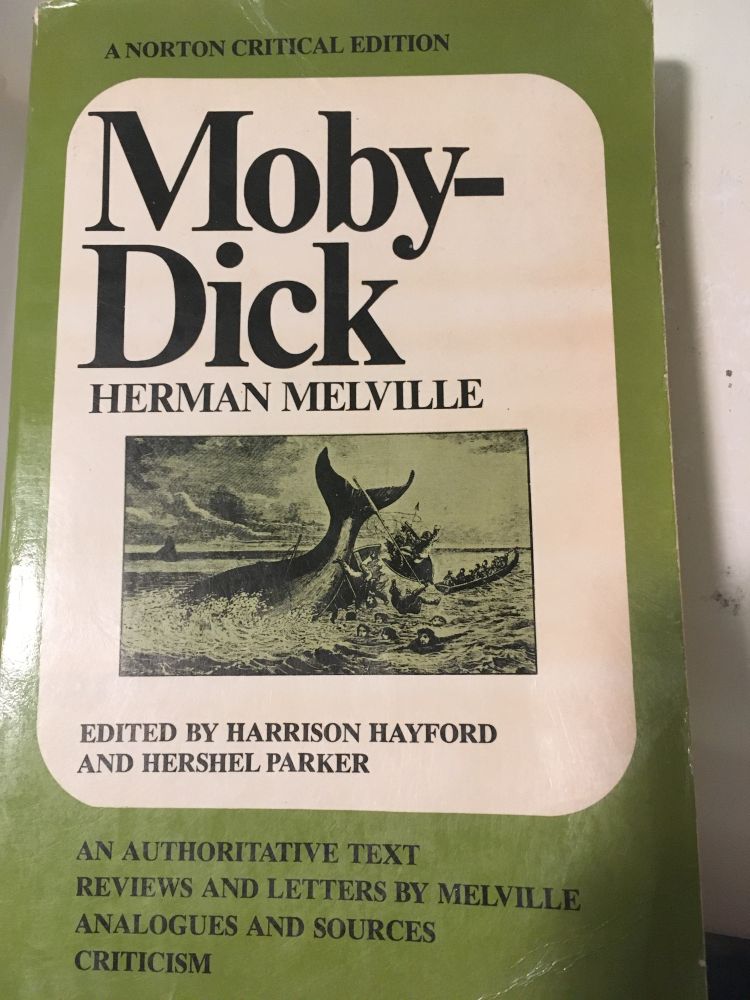 A NORTON CRITICAL EDITION
Moby-
Dick
HERMAN MELVILLE
EDITED BY HARRISON HAYFORD
AND HERSHEL PARKER
AN AUTHORITATIVE TEXT
REVIEWS AND LETTERS BY MELVILLE
ANALOGUES AND SOURCES
CRITICISM